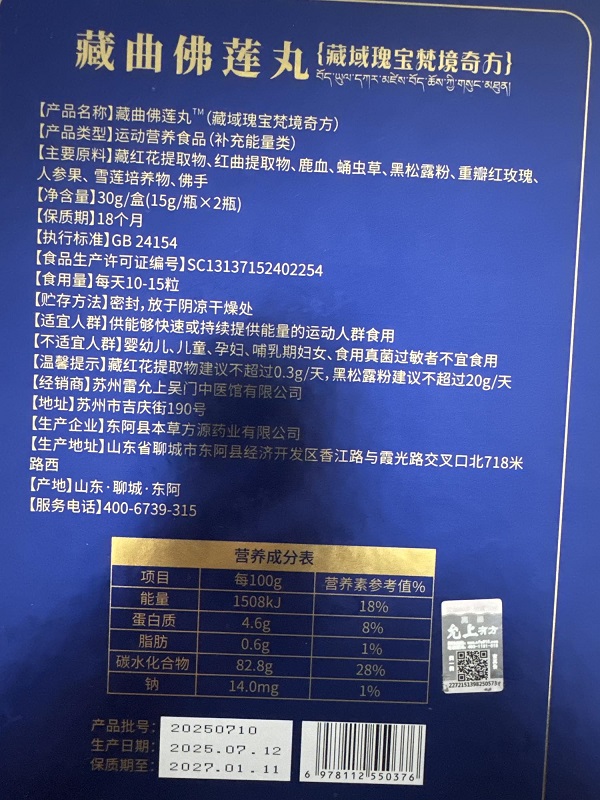 藏曲佛莲丸{藏域瑰宝梵境奇方}
【产品名称】藏曲佛莲丸™(藏域瑰宝梵境奇方)
【产品类型】运动营养食品(补充能量类)
【主要原料】藏红花提取物、红曲提取物、鹿血、蛹虫草、黑松露粉、重瓣红玫瑰、
人参果、雪莲培养物、佛手
【净含量】30g/盒(15g/瓶×2瓶)
【保质期】18个月
【执行标准】GB 24154
【食品生产许可证编号】SC13137152402254
【食用量】每天10-15粒
【贮存方法】密封,放于阴凉干燥处
【适宜人群】供能够快速或持续提供能量的运动人群食用
【不适宜人群】婴幼儿、儿童、孕妇、哺乳期妇女、食用真菌过敏者不宜食用
【温馨提示】藏红花提取物建议不超过0.3g/天,黑松露粉建议不超过20g/天
【经销商】苏州雷允上吴门中医馆有限公司
【地址】苏州市吉庆街190号
【生产企业】东阿县本草方源药业有限公司
【生产地址】山东省聊城市东阿县经济开发区香江路与霞光路交叉口北718米
路西
【产地】山东·聊城·东阿
【服务电话】400-6739-315
营养成分表
项目 每100g 营养素参考值%
能量 1508kJ 18%
蛋白质 4.6g 8%
脂肪 0.6g 1%
碳水化合物 82.8g 28%
钠 14.0mg 1%
允上有方
产品批号: 20250710
生产日期: 2025.07.12
保质期至: 2027.01.11
6 978112 550376